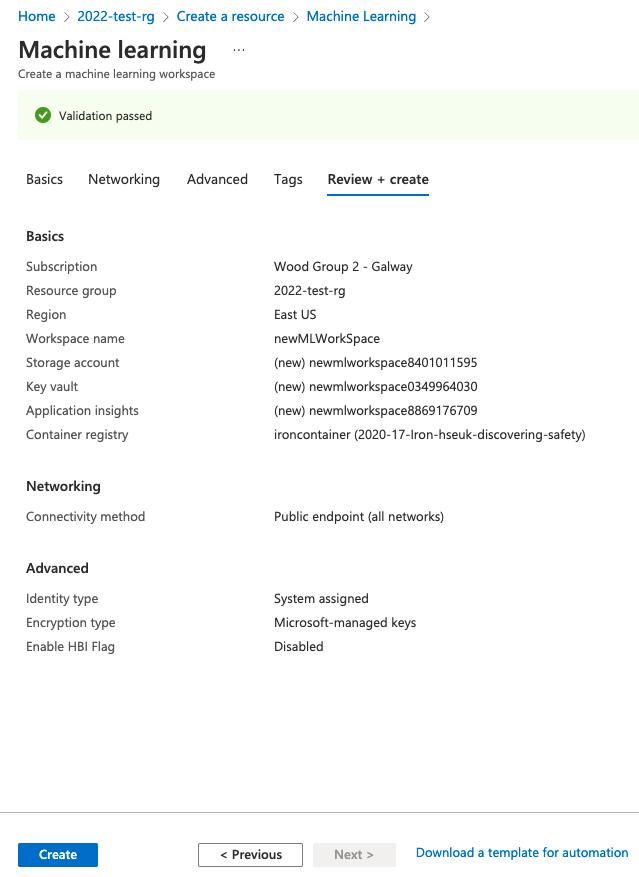 Home > 2022-test-rg > Create a resource > Machine Learning >
Machine learning ...
Create a machine learning workspace
Validation passed
Basics Networking Advanced Tags Review + create
Basics
Subscription Wood Group 2 - Galway
Resource group 2022-test-rg
Region East US
Workspace name newMLWorkSpace
Storage account (new) newmlworkspace8401011595
Key vault (new) newmlworkspace0349964030
Application insights (new) newmlworkspace8869176709
Container registry ironcontainer (2020-17-Iron-hseuk-discovering-safety)
Networking
Connectivity method Public endpoint (all networks)
Advanced
Identity type System assigned
Encryption type Microsoft-managed keys
Enable HBI Flag Disabled
Create < Previous Next > Download a template for automation